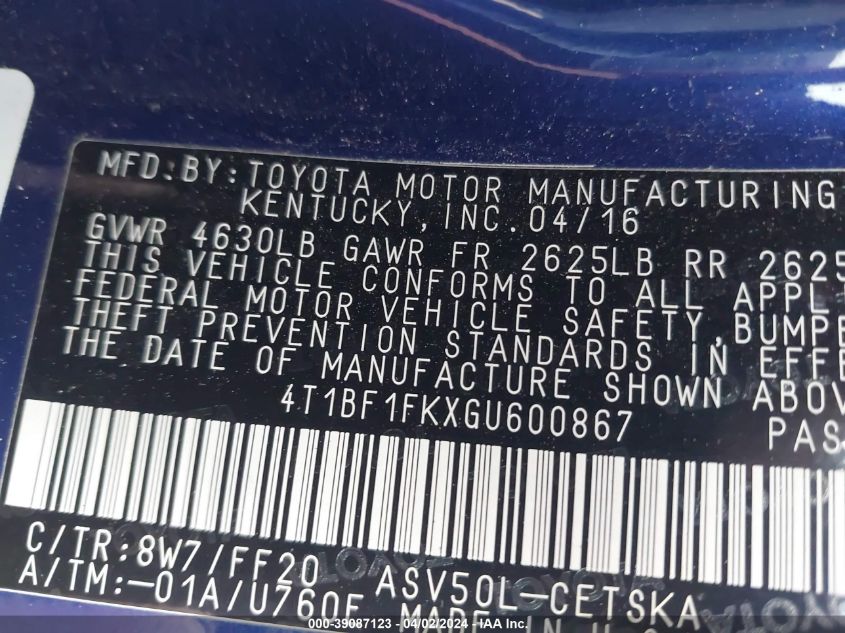 MFD.BY:TOYOTA MOTOR MANUFACTURING
KENTUCKY,INC. 04/16
GVWR 4630LB GAWR FR 2625LB RR 2625
THIS VEHICLE CONFORMS TO ALL APPL
FEDERAL MOTOR VEHICLE SAFETY,BUMPE
THEFT PREVENTION STANDARDS IN EFFE
THE DATE OF MANUFACTURE SHOWN ABOV
4T1BF1FKXGU600867 PAS
C/TR:8W7/FF20 ASV50L-CETSKA
A/TM:-01A/U760E MADE IN U
000-39087123 - 04/02/2024 - IAA, Inc.